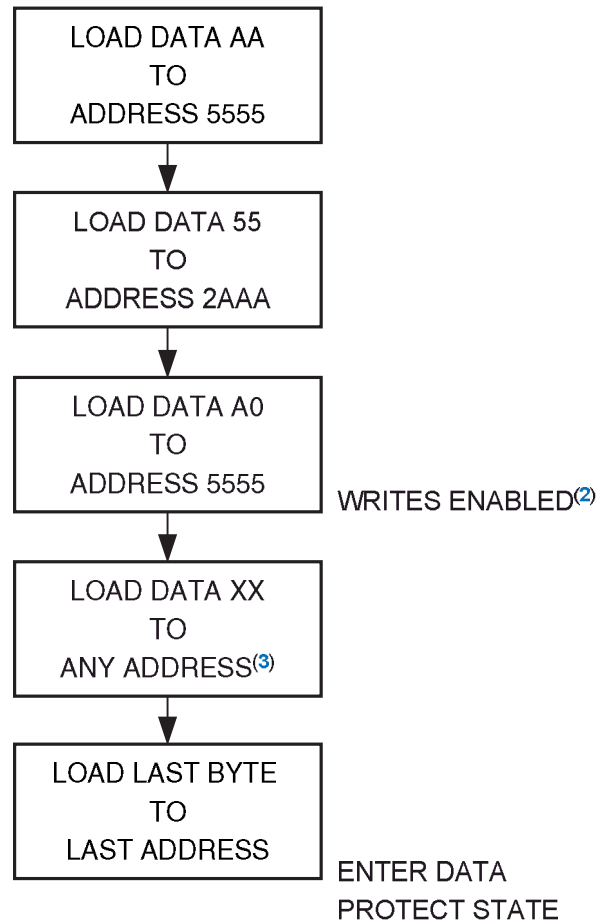 LOAD DATA AA
TO
ADDRESS 5555
LOAD DATA 55
TO
ADDRESS 2AAA
LOAD DATA A0
TO
ADDRESS 5555
WRITES ENABLED(2)
LOAD DATA XX
TO
ANY ADDRESS(3)
LOAD LAST BYTE
TO
LAST ADDRESS
ENTER DATA
PROTECT STATE